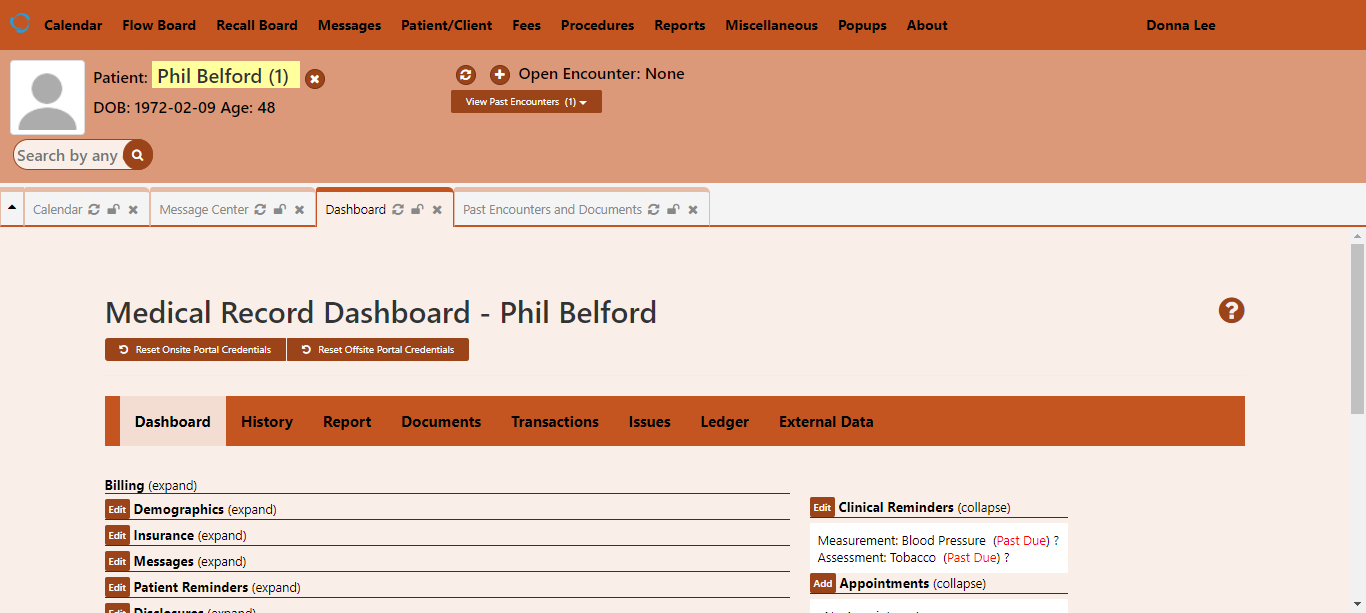 Calendar Flow Board Recall Board Messages Patient/Client Fees Procedures Reports Miscellaneous Popups About Donna Lee
Patient: Phil Belford (1)
DOB: 1972-02-09 Age: 48
Open Encounter: None
View Past Encounters (1)
Search by any
Calendar Message Center Dashboard Past Encounters and Documents
Medical Record Dashboard - Phil Belford
?
Reset Onsite Portal Credentials Reset Offsite Portal Credentials
Dashboard History Report Documents Transactions Issues Ledger External Data
Billing (expand)
Edit Demographics (expand)
Edit Insurance (expand)
Edit Messages (expand)
Edit Patient Reminders (expand)
Edit Disclosures (expand)
Edit Clinical Reminders (collapse)
Measurement: Blood Pressure (Past Due) ?
Assessment: Tobacco (Past Due) ?
Add Appointments (collapse)